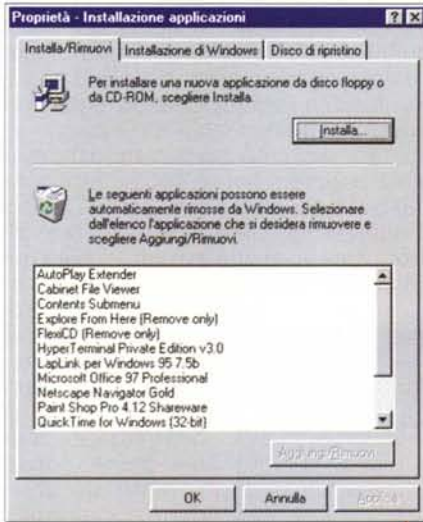 Proprietà - Installazione applicazioni
Installa/Rimuovi
Installazione di Windows
Disco di ripristino
Per installare una nuova applicazione da disco floppy o
da CD-ROM, scegliere Installa.
Installa...
Le seguenti applicazioni possono essere
automaticamente rimosse da Windows. Selezionare
dall'elenco l'applicazione che si desidera rimuovere e
scegliere Aggiungi/Rimuovi.
AutoPlay Extender
Cabinet File Viewer
Contents Submenu
Explore From Here (Remove only)
FlexiCD (Remove only)
HyperTerminal Private Edition v3.0
LapLink per Windows 95 7.5b
Microsoft Office 97 Professional
Netscape Navigator Gold
Paint Shop Pro 4.12 Shareware
QuickTime for Windows (32-bit)
Aggiungi/Rimuovi...
OK
Annulla
Applica